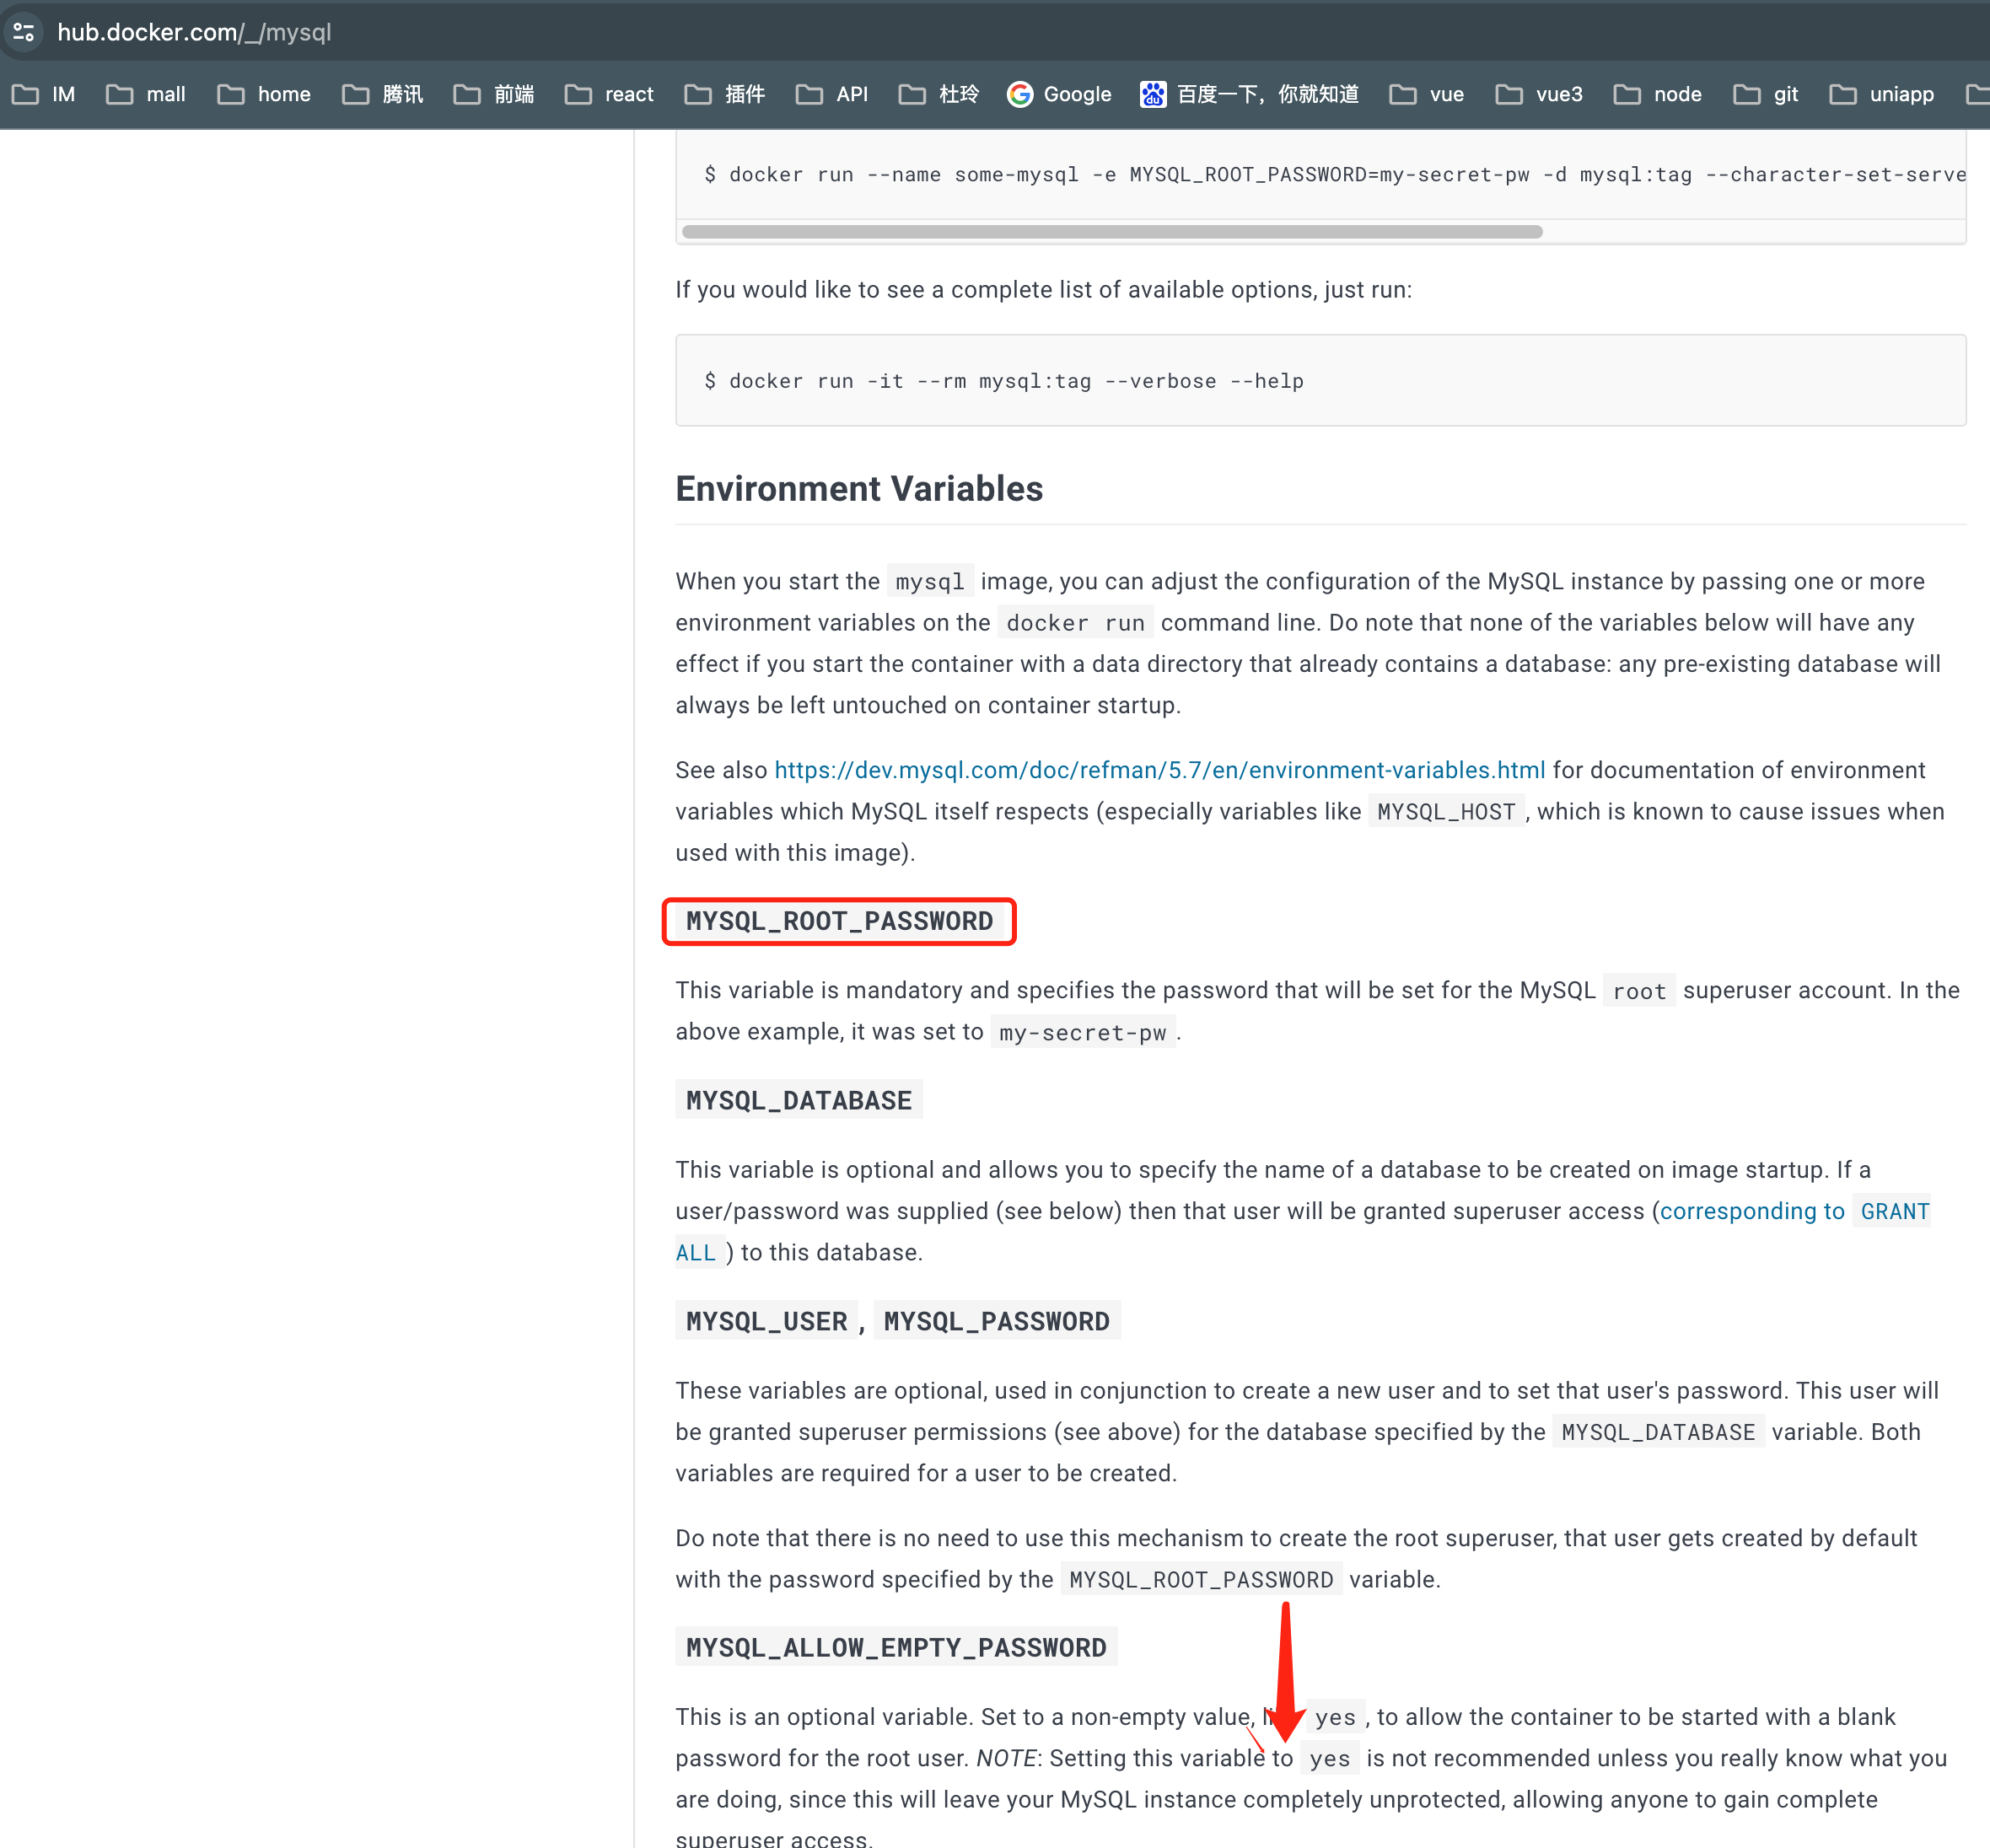 hub.docker.com/_/mysql
IM mall home 腾讯 前端 react 插件 API 杜玲 Google 百度一下，你就知道 vue vue3 node git uniapp
$ docker run --name some-mysql -e MYSQL_ROOT_PASSWORD=my-secret-pw -d mysql:tag --character-set-serve
If you would like to see a complete list of available options, just run:
$ docker run -it --rm mysql:tag --verbose --help
Environment Variables
When you start the mysql image, you can adjust the configuration of the MySQL instance by passing one or more
environment variables on the docker run command line. Do note that none of the variables below will have any
effect if you start the container with a data directory that already contains a database: any pre-existing database will
always be left untouched on container startup.
See also https://dev.mysql.com/doc/refman/5.7/en/environment-variables.html for documentation of environment
variables which MySQL itself respects (especially variables like MYSQL_HOST, which is known to cause issues when
used with this image).
MYSQL_ROOT_PASSWORD
This variable is mandatory and specifies the password that will be set for the MySQL root superuser account. In the
above example, it was set to my-secret-pw.
MYSQL_DATABASE
This variable is optional and allows you to specify the name of a database to be created on image startup. If a
user/password was supplied (see below) then that user will be granted superuser access (corresponding to GRANT
ALL) to this database.
MYSQL_USER, MYSQL_PASSWORD
These variables are optional, used in conjunction to create a new user and to set that user's password. This user will
be granted superuser permissions (see above) for the database specified by the MYSQL_DATABASE variable. Both
variables are required for a user to be created.
Do note that there is no need to use this mechanism to create the root superuser, that user gets created by default
with the password specified by the MYSQL_ROOT_PASSWORD variable.
MYSQL_ALLOW_EMPTY_PASSWORD
This is an optional variable. Set to a non-empty value, yes, to allow the container to be started with a blank
password for the root user. NOTE: Setting this variable to yes is not recommended unless you really know what you
are doing, since this will leave your MySQL instance completely unprotected, allowing anyone to gain complete
superuser access.